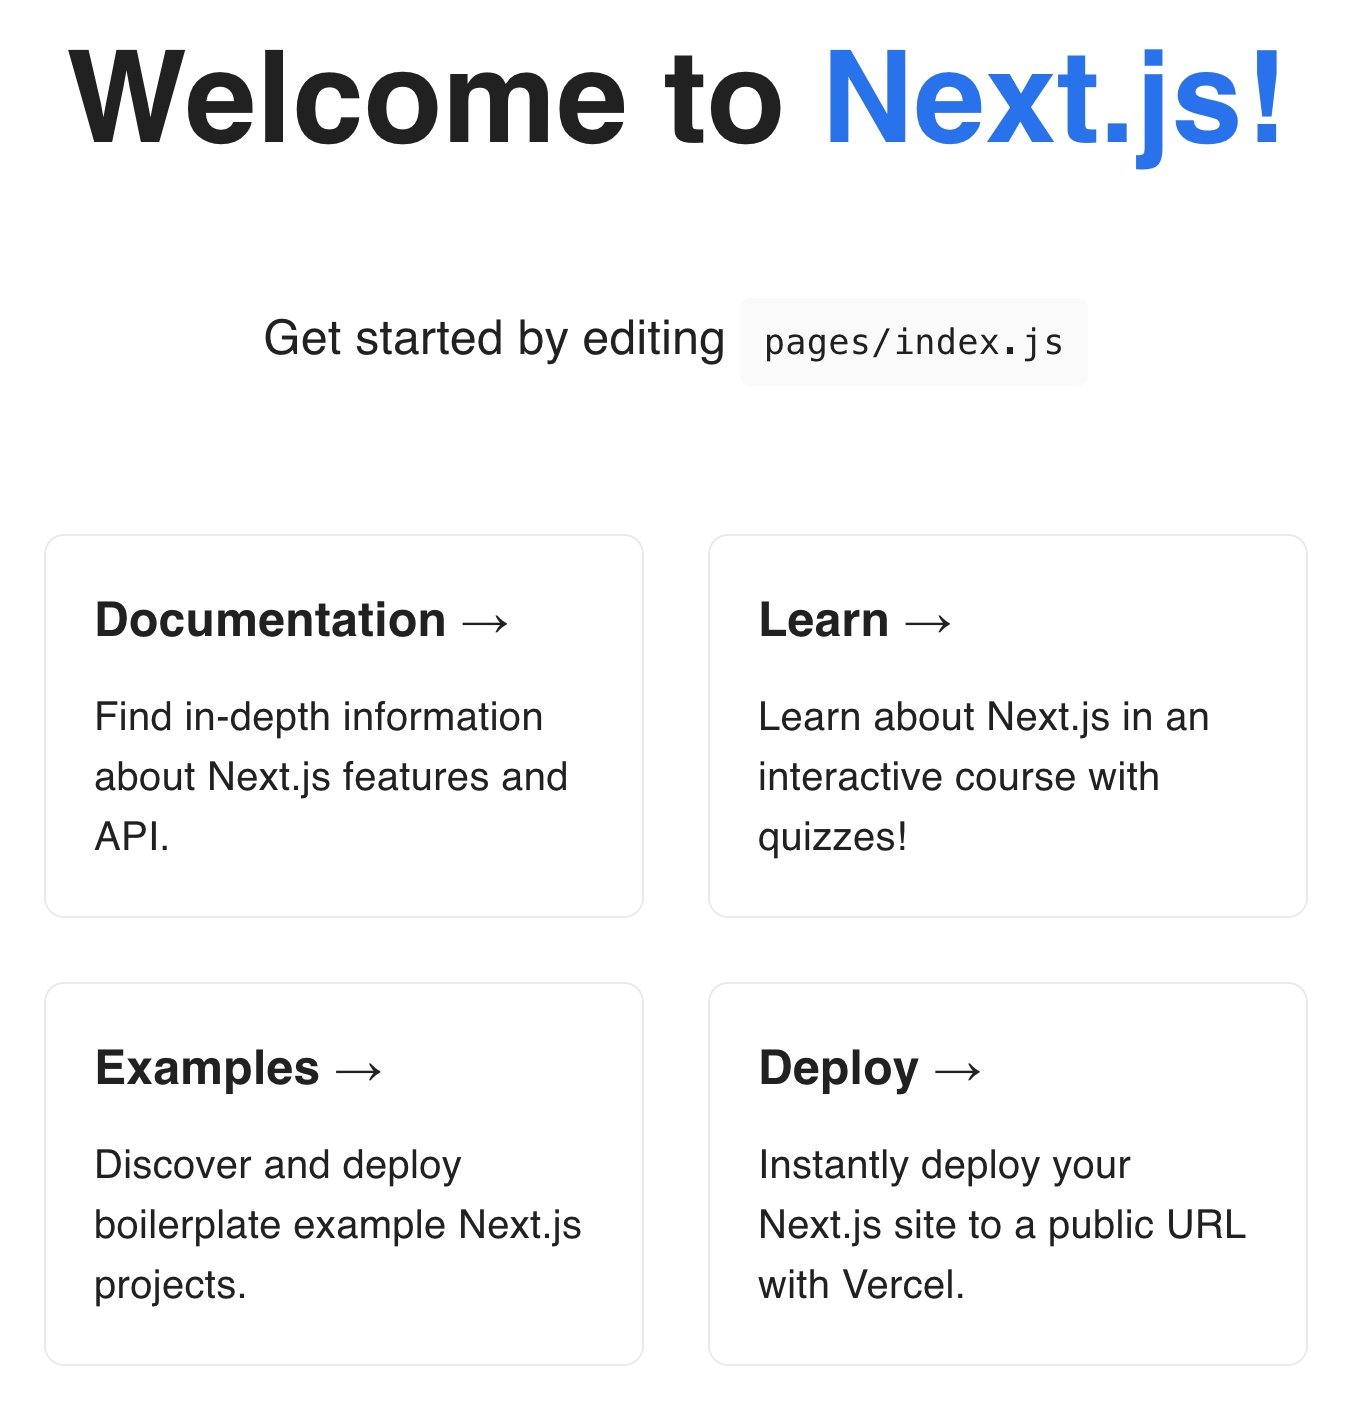 Welcome to Next.js!
Get started by editing pages/index.js
Documentation →
Find in-depth information
about Next.js features and
API.
Learn →
Learn about Next.js in an
interactive course with
quizzes!
Examples →
Discover and deploy
boilerplate example Next.js
projects.
Deploy →
Instantly deploy your
Next.js site to a public URL
with Vercel.